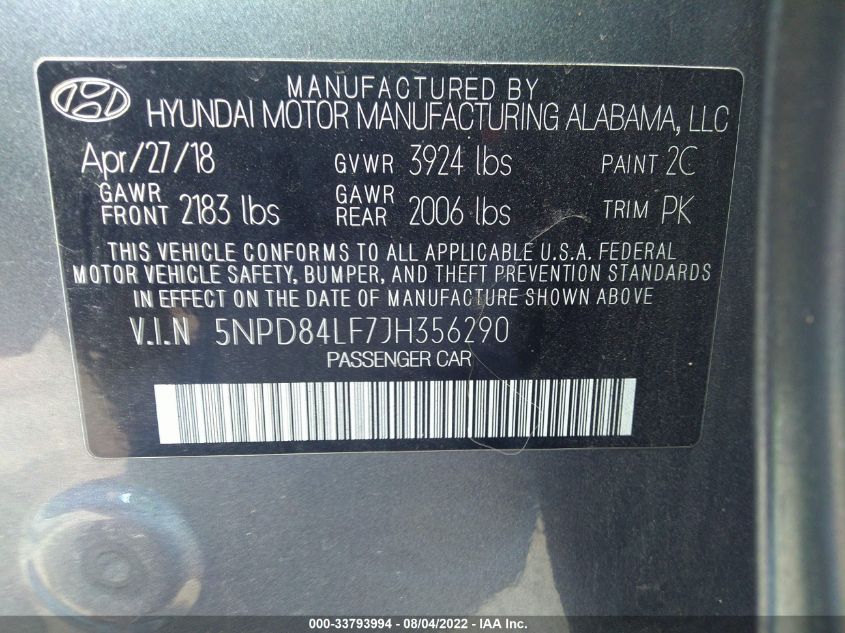 MANUFACTURED BY
HYUNDAI MOTOR MANUFACTURING ALABAMA, LLC
Apr/27/18 GVWR 3924 lbs PAINT 2C
GAWR FRONT 2183 lbs GAWR REAR 2006 lbs TRIM PK
THIS VEHICLE CONFORMS TO ALL APPLICABLE U.S.A. FEDERAL
MOTOR VEHICLE SAFETY, BUMPER, AND THEFT PREVENTION STANDARDS
IN EFFECT ON THE DATE OF MANUFACTURE SHOWN ABOVE
V.I.N 5NPD84LF7JH356290
PASSENGER CAR
000-33793994 - 08/04/2022 - IAA Inc.